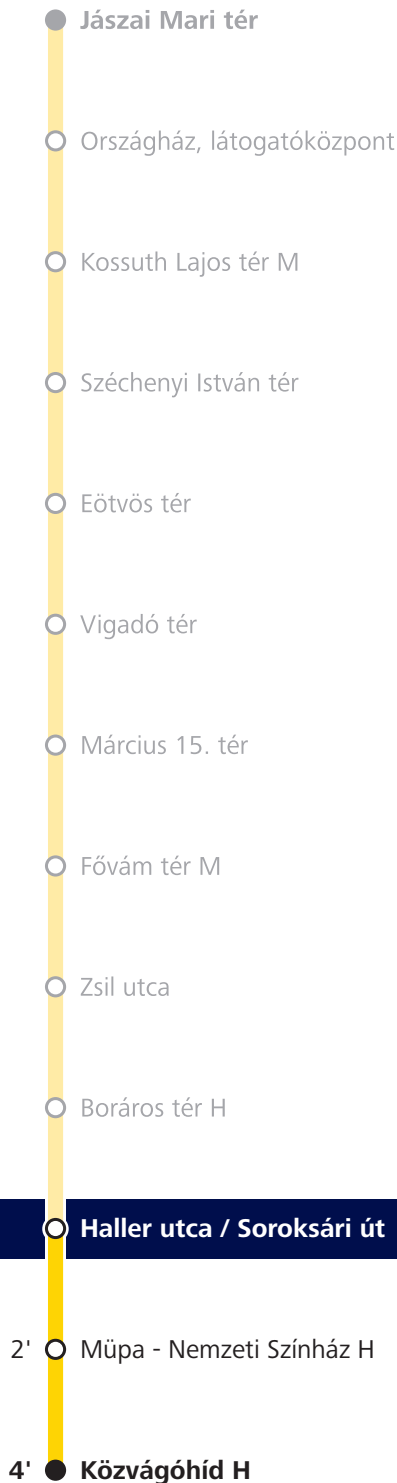 Jászai Mari tér
Országház, látogatóközpont
Kossuth Lajos tér M
Széchenyi István tér
Eötvös tér
Vigadó tér
Március 15. tér
Fővám tér M
Zsil utca
Boráros tér H
Haller utca / Soroksári út
2' Müpa - Nemzeti Színház H
4' Közvágóhíd H